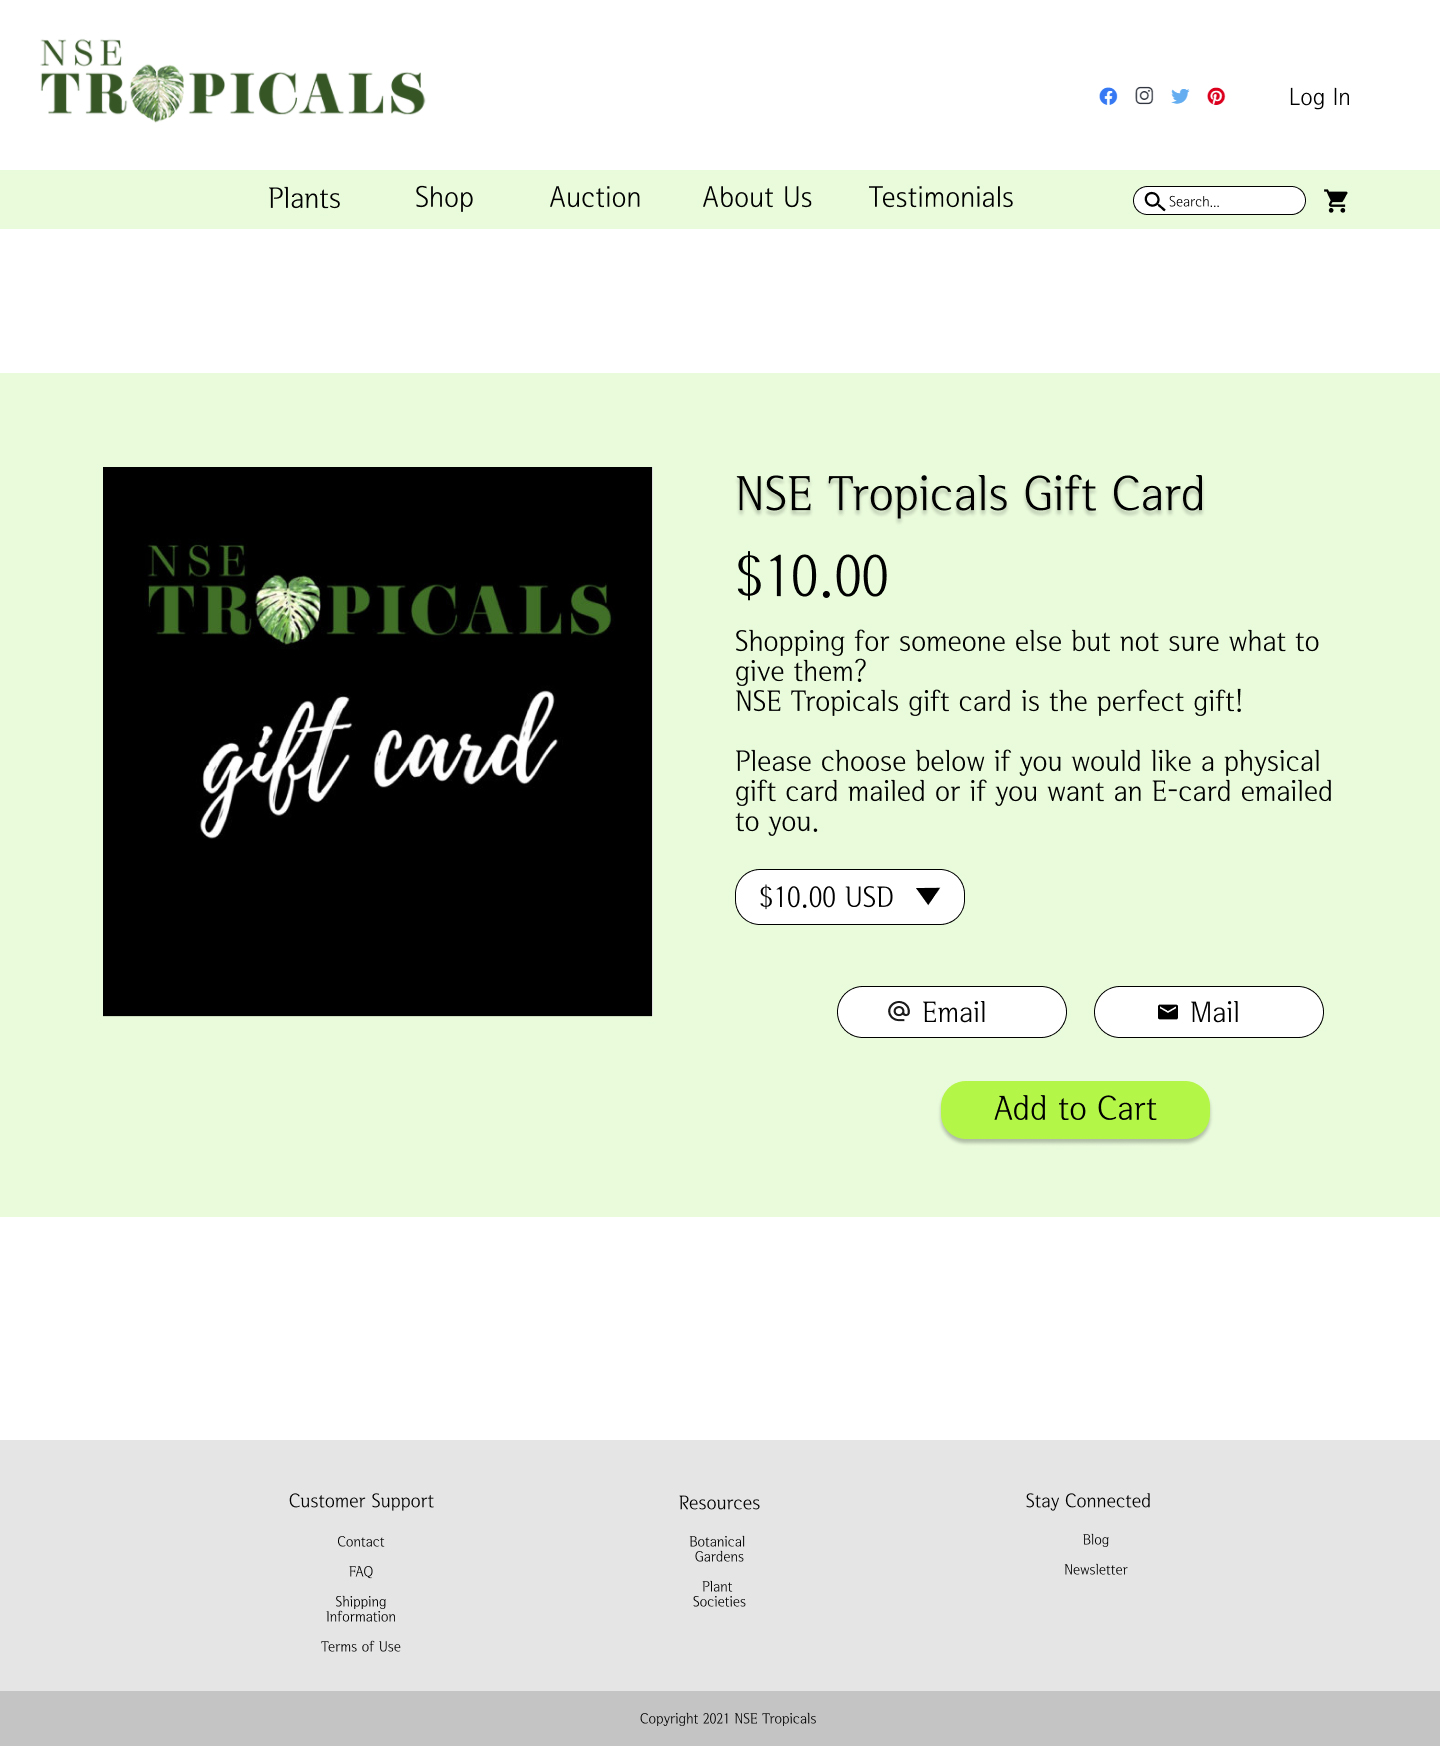 NSE
TROPICALS
Log In
Plants Shop Auction About Us Testimonials Search...
NSE
TROPICALS
gift card
NSE Tropicals Gift Card
$10.00
Shopping for someone else but not sure what to
give them?
NSE Tropicals gift card is the perfect gift!
Please choose below if you would like a physical
gift card mailed or if you want an E-card emailed
to you.
$10.00 USD
@ Email Mail
Add to Cart
Customer Support
Contact
FAQ
Shipping
Information
Terms of Use
Resources
Botanical
Gardens
Plant
Societies
Stay Connected
Blog
Newsletter
Copyright 2021 NSE Tropicals